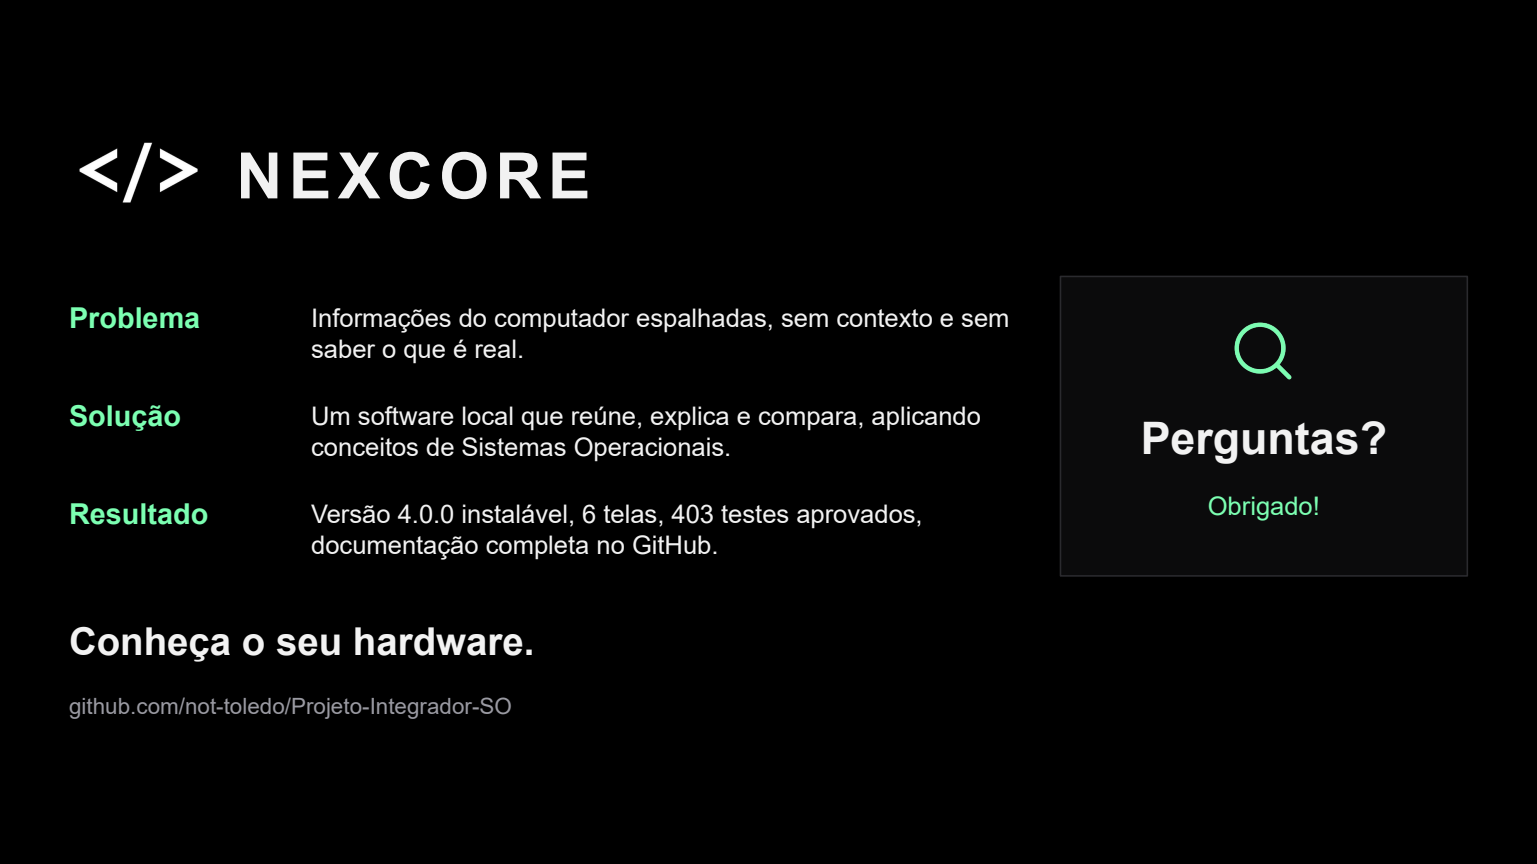 </> NEXCORE
Problema
Informações do computador espalhadas, sem contexto e sem
saber o que é real.
Solução
Um software local que reúne, explica e compara, aplicando
conceitos de Sistemas Operacionais.
Resultado
Versão 4.0.0 instalável, 6 telas, 403 testes aprovados,
documentação completa no GitHub.
Perguntas?
Obrigado!
Conheça o seu hardware.
github.com/not-toledo/Projeto-Integrador-SO